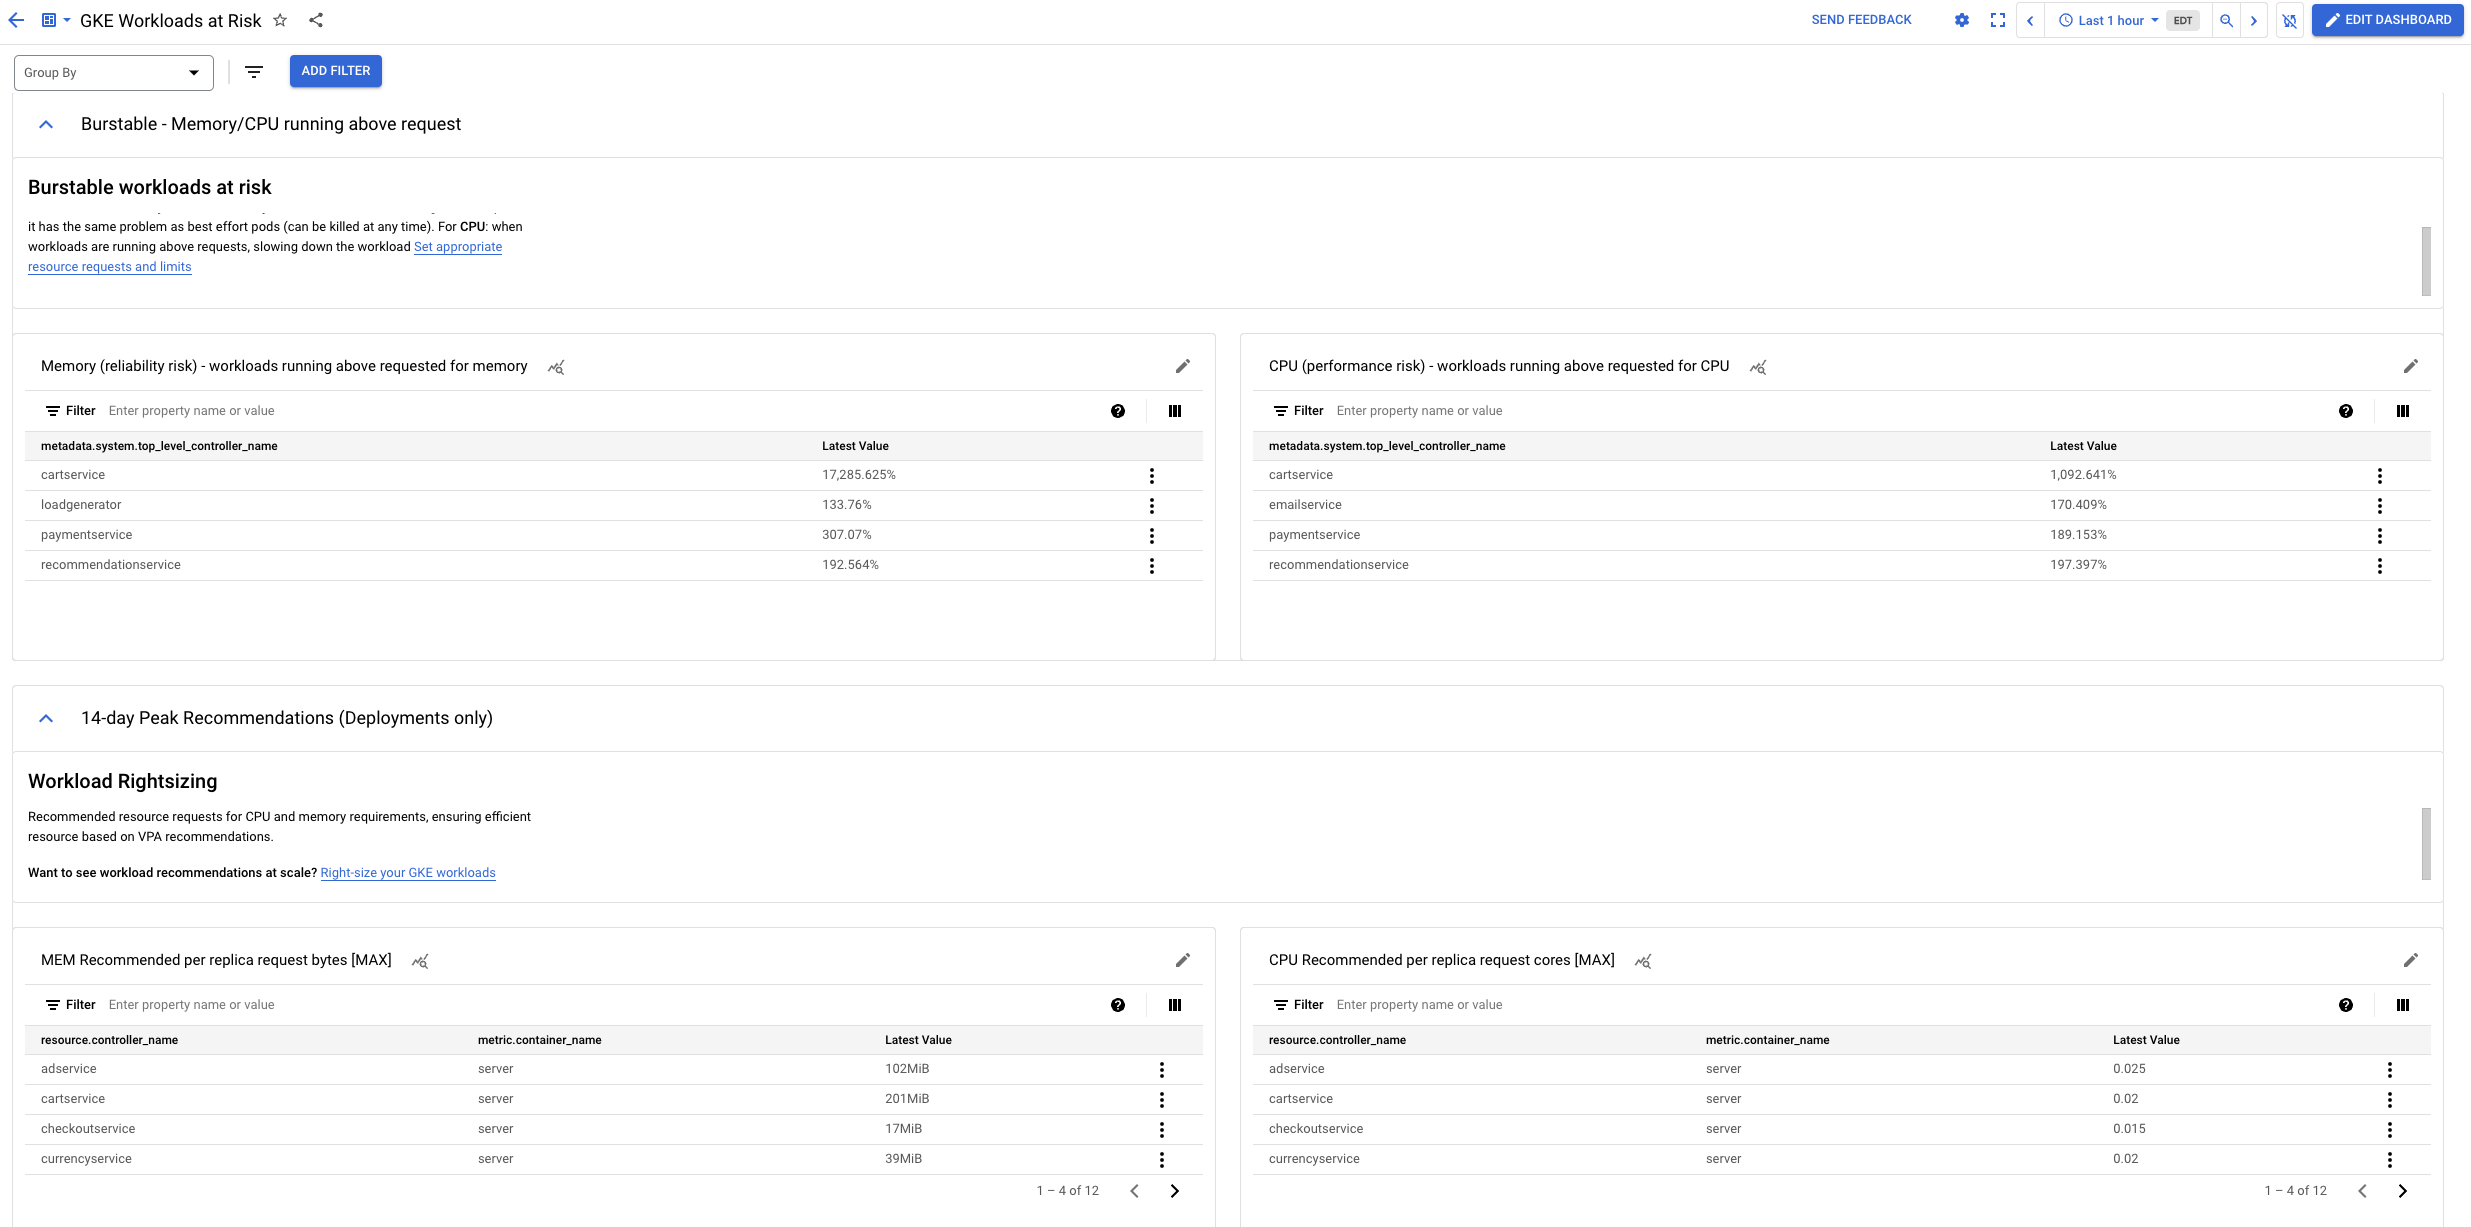 GKE Workloads at Risk
SEND FEEDBACK
Last 1 hour
EDT
EDIT DASHBOARD
Group By
ADD FILTER
Burstable - Memory/CPU running above request
Burstable workloads at risk
it has the same problem as best effort pods (can be killed at any time). For CPU: when
workloads are running above requests, slowing down the workload Set appropriate
resource requests and limits
Memory (reliability risk) - workloads running above requested for memory
Filter Enter property name or value
metadata.system.top_level_controller_name Latest Value
cartservice 17,285.625%
loadgenerator 133.76%
paymentservice 307.07%
recommendationservice 192.564%
CPU (performance risk) - workloads running above requested for CPU
Filter Enter property name or value
metadata.system.top_level_controller_name Latest Value
cartservice 1,092.641%
emailservice 170.409%
paymentservice 189.153%
recommendationservice 197.397%
14-day Peak Recommendations (Deployments only)
Workload Rightsizing
Recommended resource requests for CPU and memory requirements, ensuring efficient
resource based on VPA recommendations.
Want to see workload recommendations at scale? Right-size your GKE workloads
MEM Recommended per replica request bytes [MAX]
Filter Enter property name or value
resource.controller_name metric.container_name Latest Value
adservice server 102MiB
cartservice server 201MiB
checkoutservice server 17MiB
currencyservice server 39MiB
1 – 4 of 12
CPU Recommended per replica request cores [MAX]
Filter Enter property name or value
resource.controller_name metric.container_name Latest Value
adservice server 0.025
cartservice server 0.02
checkoutservice server 0.015
currencyservice server 0.02
1 – 4 of 12